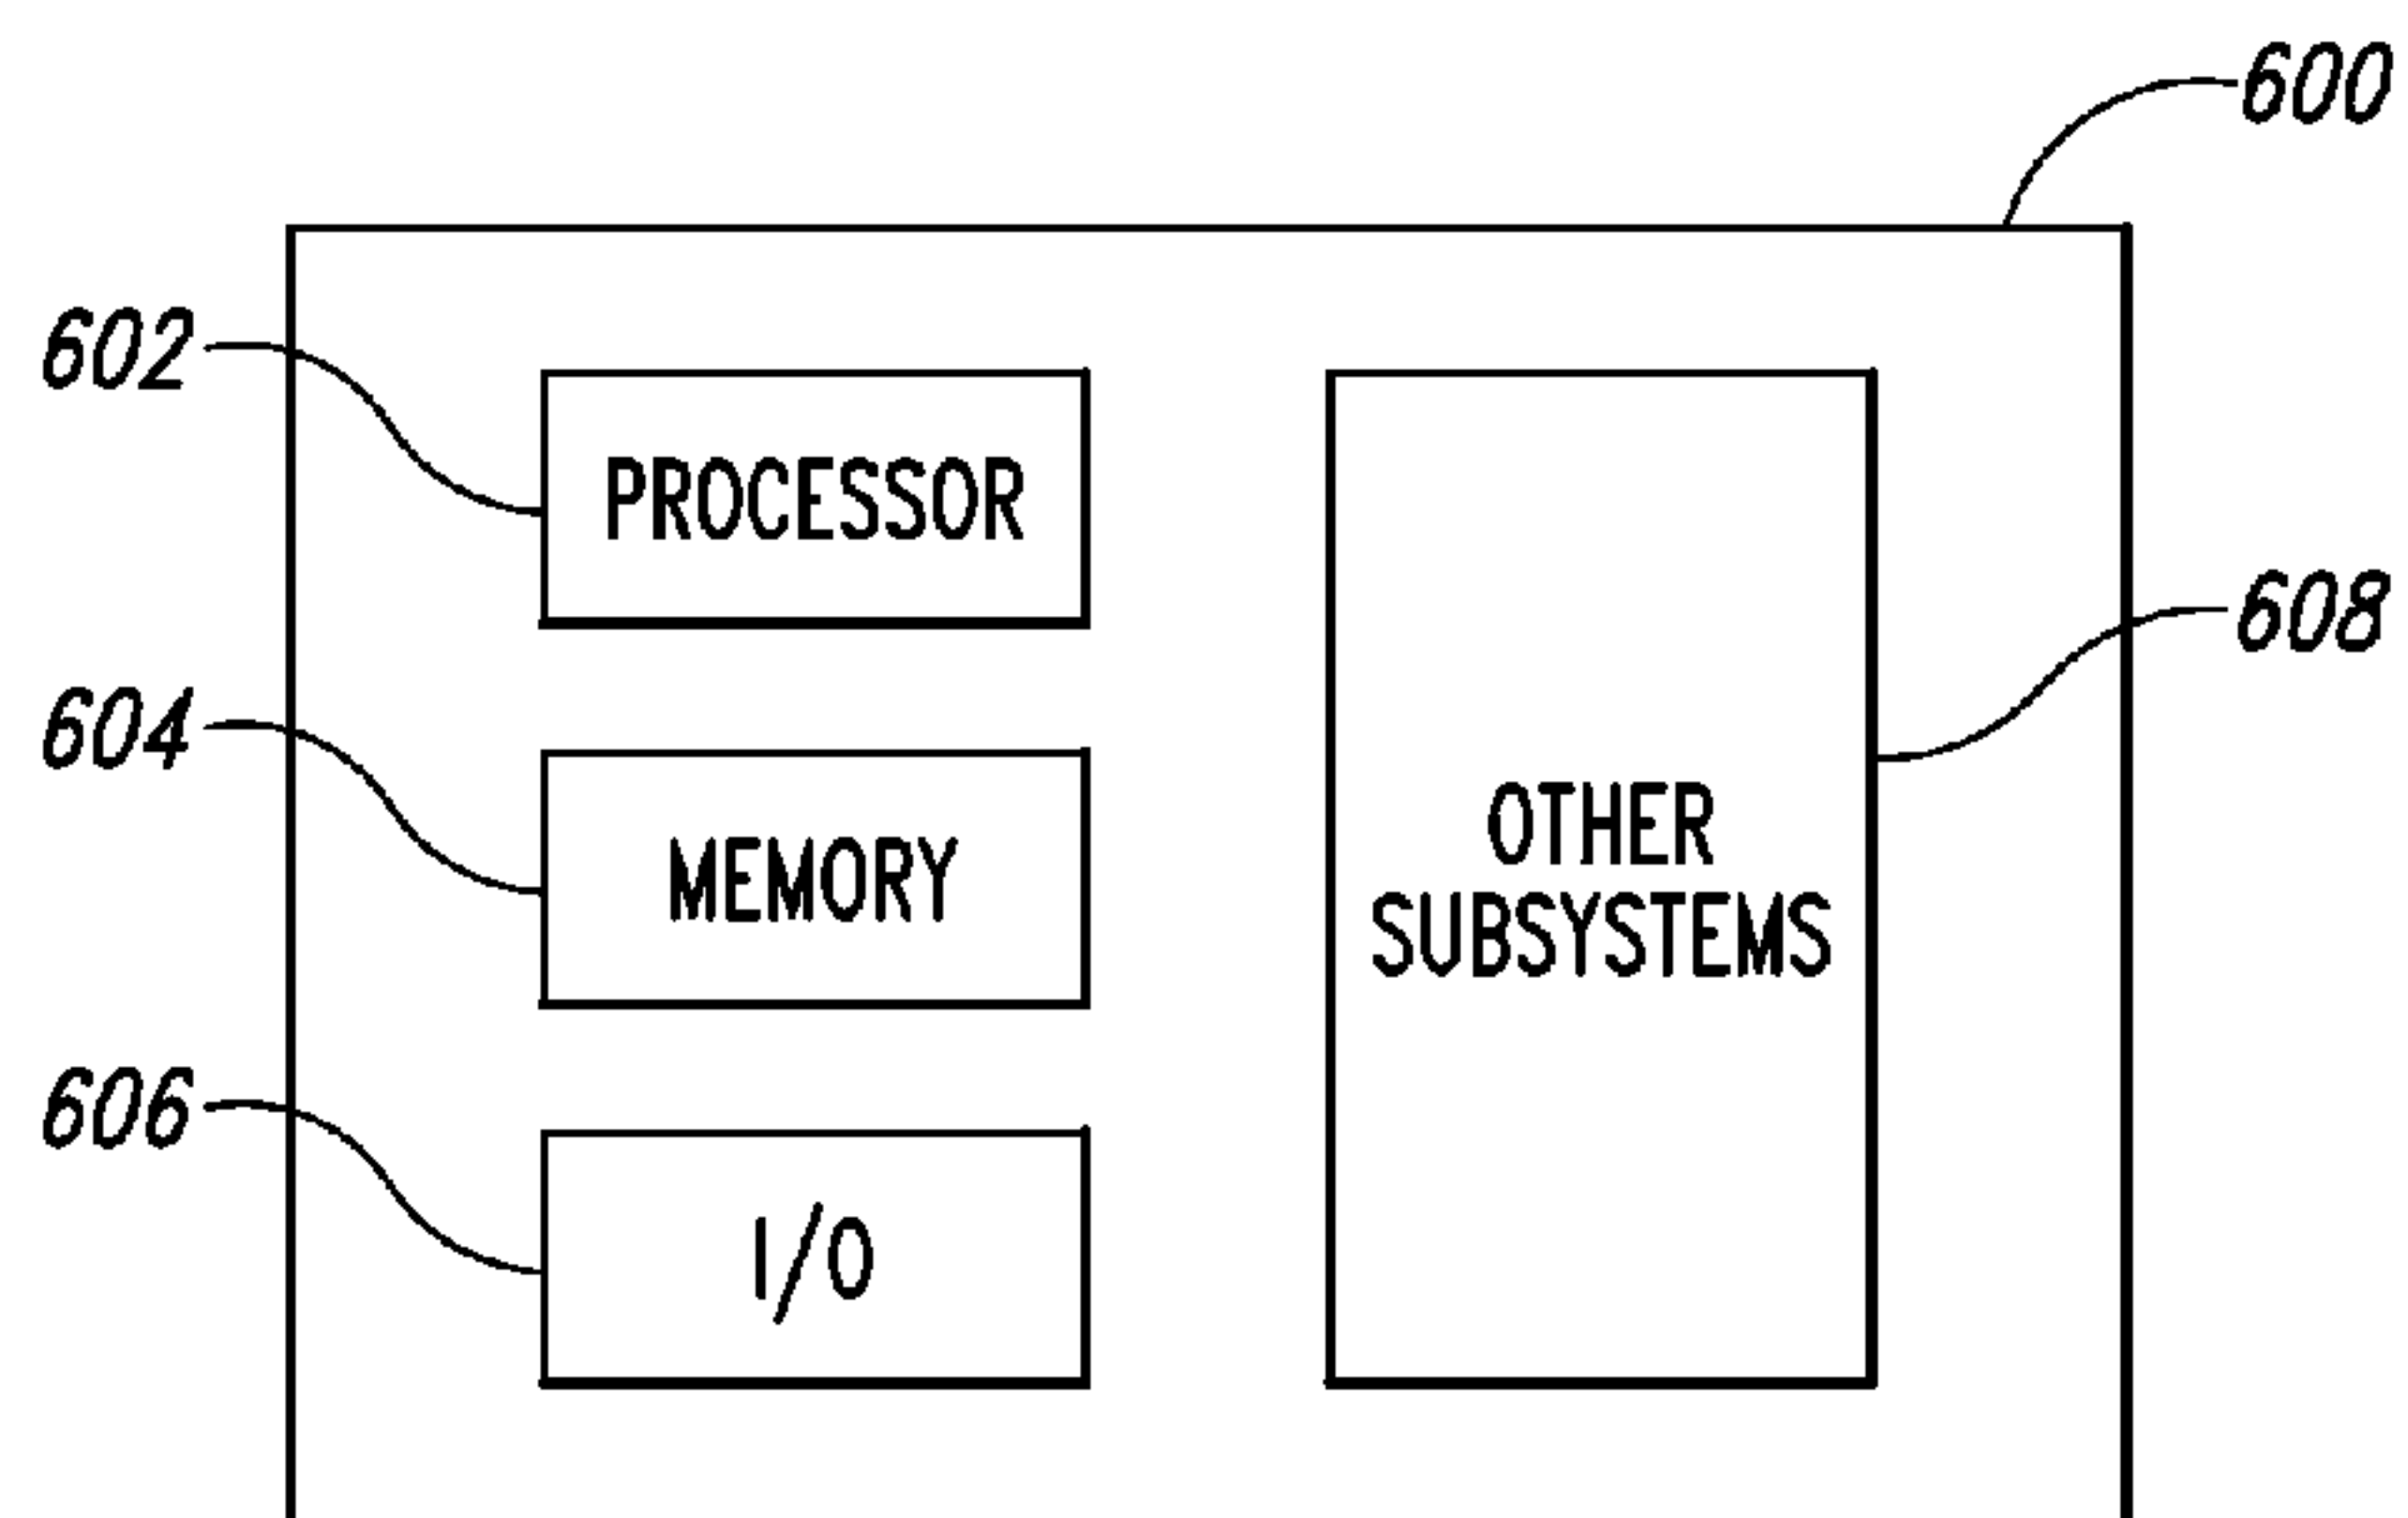 600
602
PROCESSOR
608
604
MEMORY
OTHER
SUBSYSTEMS
606
I/O